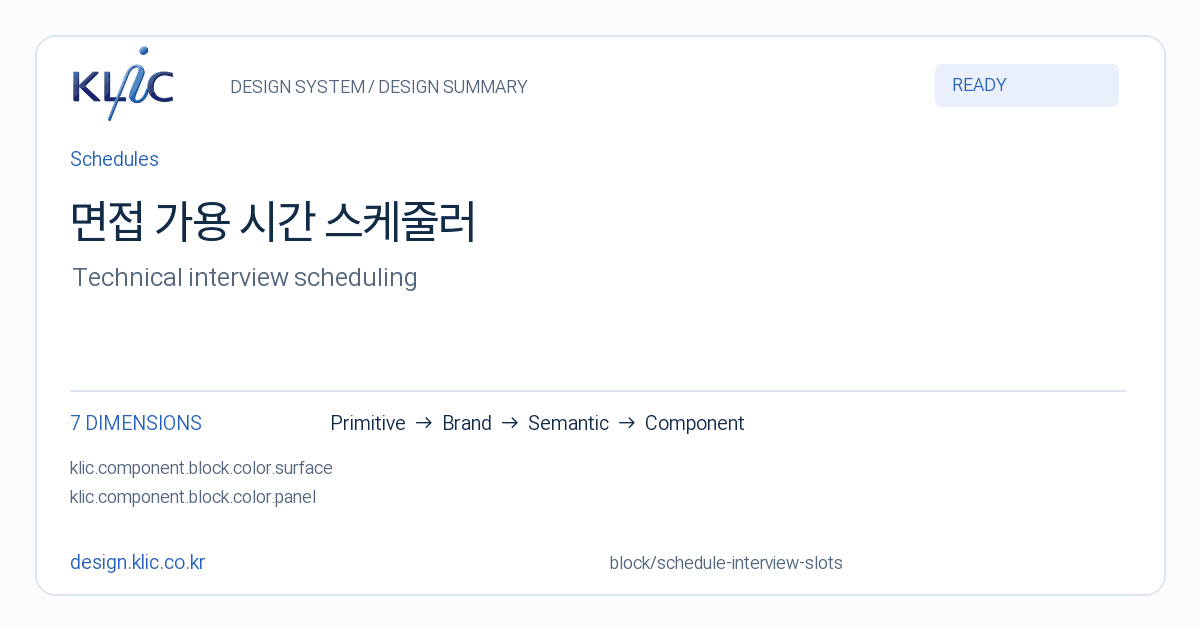 KLIC
DESIGN SYSTEM / DESIGN SUMMARY
READY
Schedules
면접 가용 시간 스케줄러
Technical interview scheduling
7 DIMENSIONS
Primitive → Brand → Semantic → Component
klic.component.block.color.surface
klic.component.block.color.panel
design.klic.co.kr
block/schedule-interview-slots